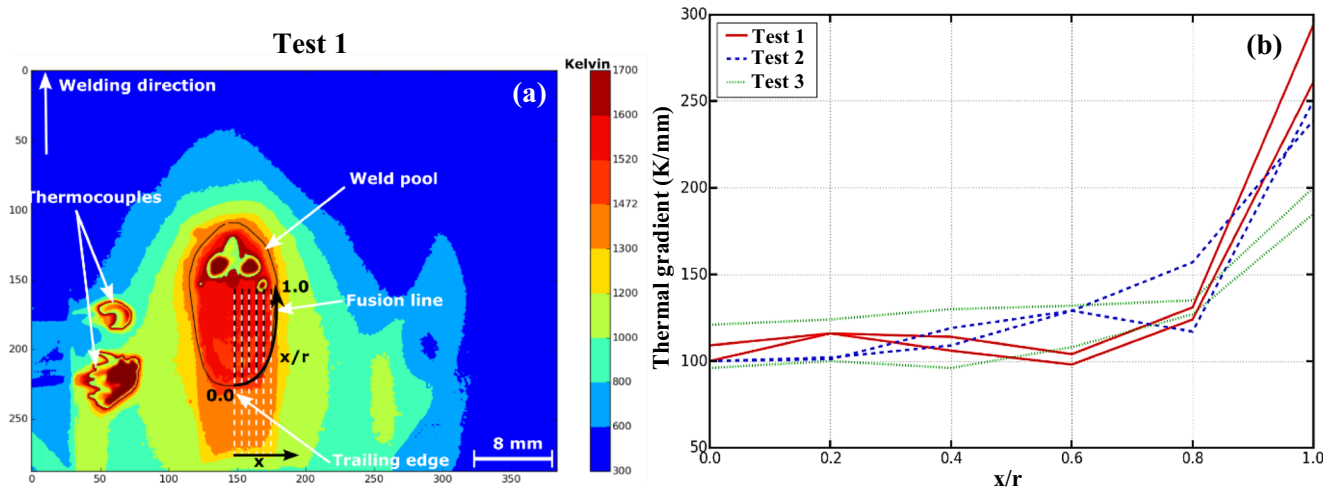 Test 1
Kelvin
(a)
Welding direction
Thermocouples
Weld pool
1.0
Fusion line
x/r
0.0
x
Trailing edge
8 mm
0
50
100
150
200
250
0 50 100 150 200 250 300 350
1700
1600
1520
1472
1300
1200
1000
800
600
300
(b)
Test 1
Test 2
Test 3
Thermal gradient (K/mm)
300
250
200
150
100
50
0.0 0.2 0.4 0.6 0.8 1.0
x/r